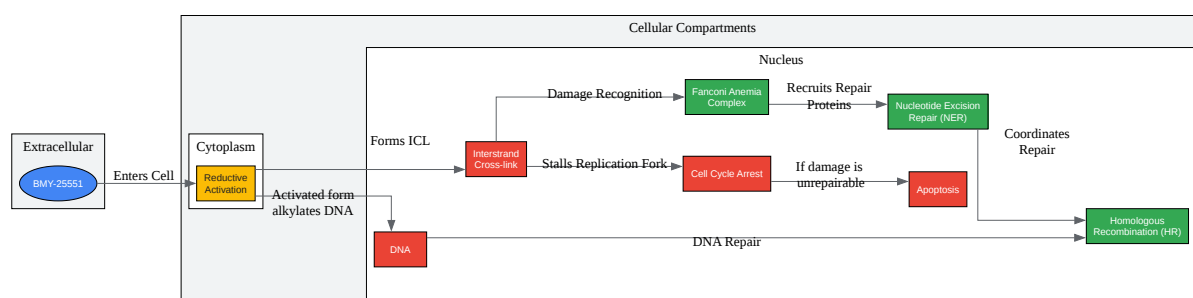 Cellular Compartments
Nucleus
Extracellular
BMY-25551
Enters Cell
Cytoplasm
Reductive
Activation
Forms ICL
Activated form
alkylates DNA
DNA
Interstrand
Cross-link
Damage Recognition
Fanconi Anemia
Complex
Recruits Repair
Proteins
Nucleotide Excision
Repair (NER)
Coordinates
Repair
Stalls Replication Fork
Cell Cycle Arrest
If damage is
unrepairable
Apoptosis
DNA Repair
Homologous
Recombination (HR)